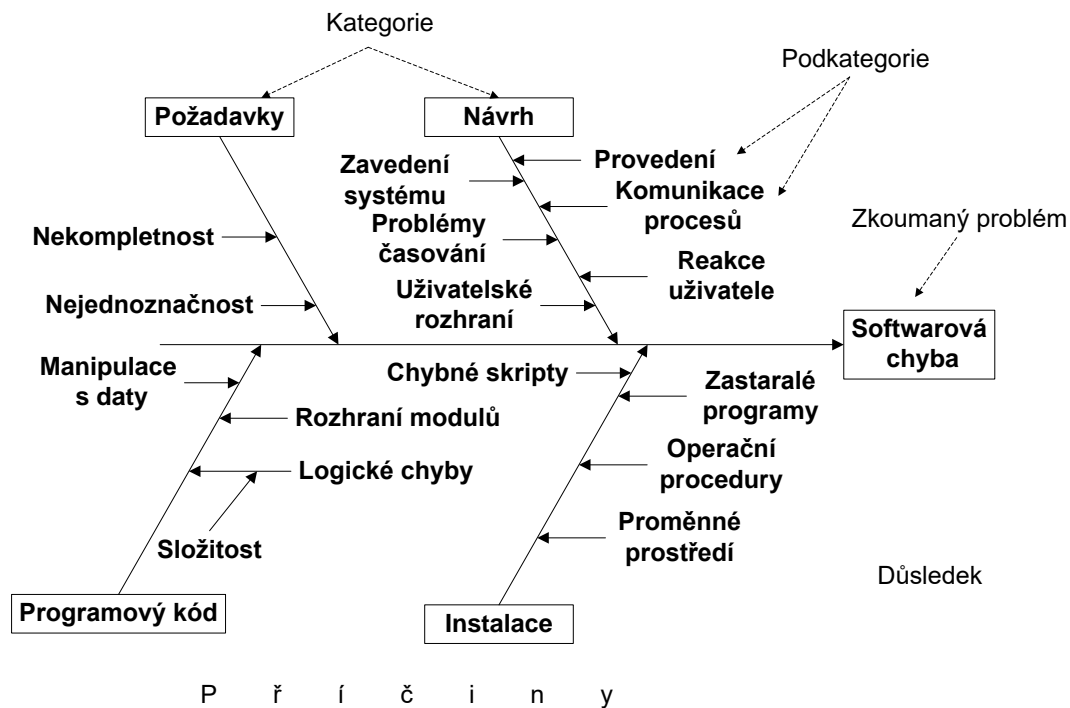 Kategorie
Podkategorie
Požadavky
Návrh
Provedení
Zavedení
systému
Komunikace
procesů
Problémy
časování
Zkoumaný problém
Nekompletnost
Reakce
uživatele
Nejednoznačnost
Uživatelské
rozhraní
Softwarová
chyba
Manipulace
s daty
Chybné skripty
Zastaralé
programy
Rozhraní modulů
Operační
procedury
Logické chyby
Proměnné
prostředí
Složitost
Důsledek
Programový kód
Instalace
P ř í č i n y